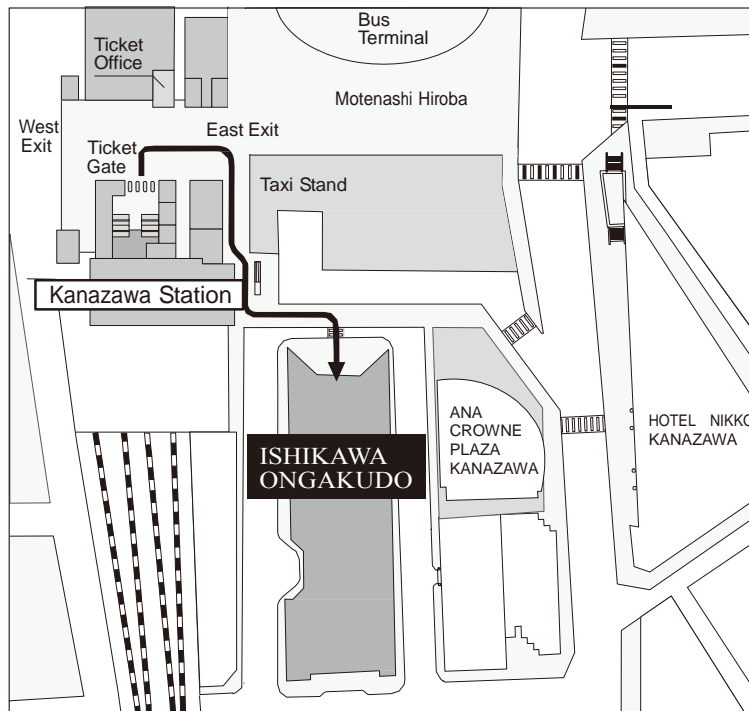 Bus
Terminal
Ticket
Office
Motenashi Hiroba
West
Exit
East Exit
Ticket
Gate
Taxi Stand
Kanazawa Station
ISHIKAWA
ONGAKUDO
ANA
CROWNE
PLAZA
KANAZAWA
HOTEL NIKKO
KANAZAWA